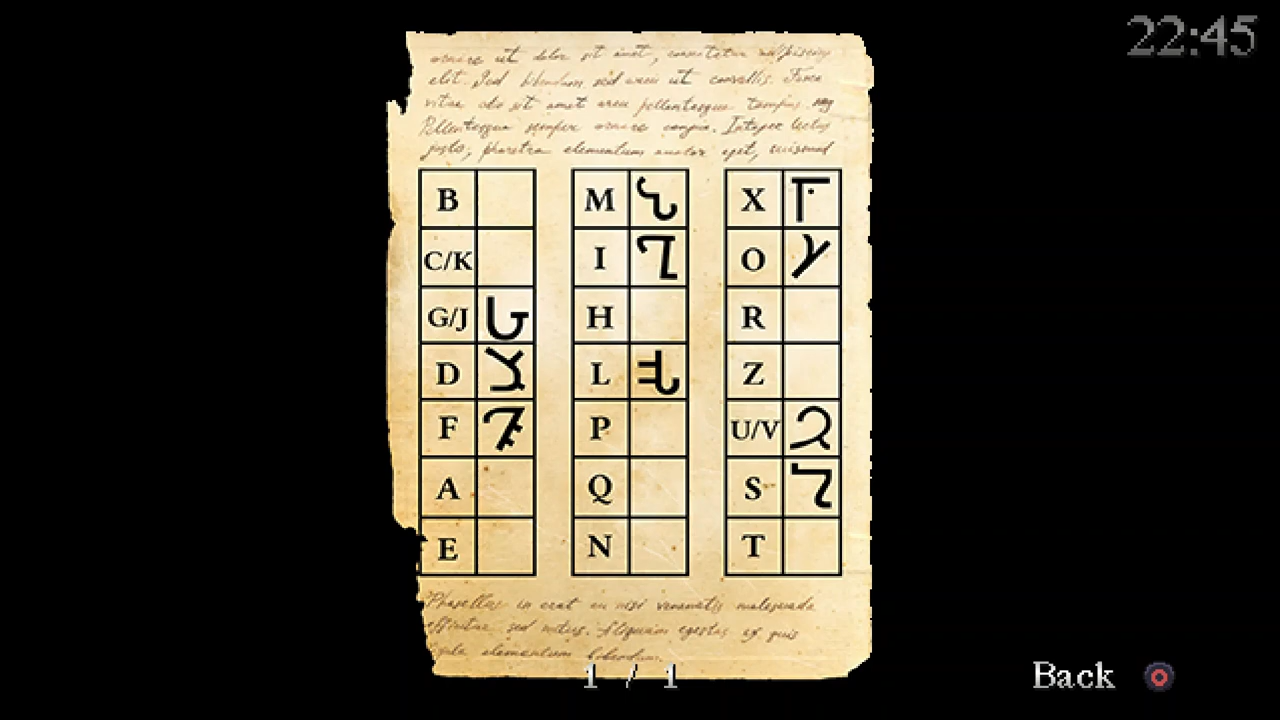 22:45
ornare ut dolor sit amet, consectetur adipiscing
elit. Sed bibendum sed arcu ut convallis. Fusce
vitae odio sit amet arcu pellentesque tempus.
Pellentesque semper ornare congue. Integer lectus
justo, pharetra elementum auctor eget, euismod
B M X
C/K I O
G/J H R
D L Z
F P U/V
A Q S
E N T
Phasellus in erat eu nisi venenatis malesuada
efficitur sed metus. Aliquam egestas ex quis
ligula elementum bibendum.
1 / 1
Back